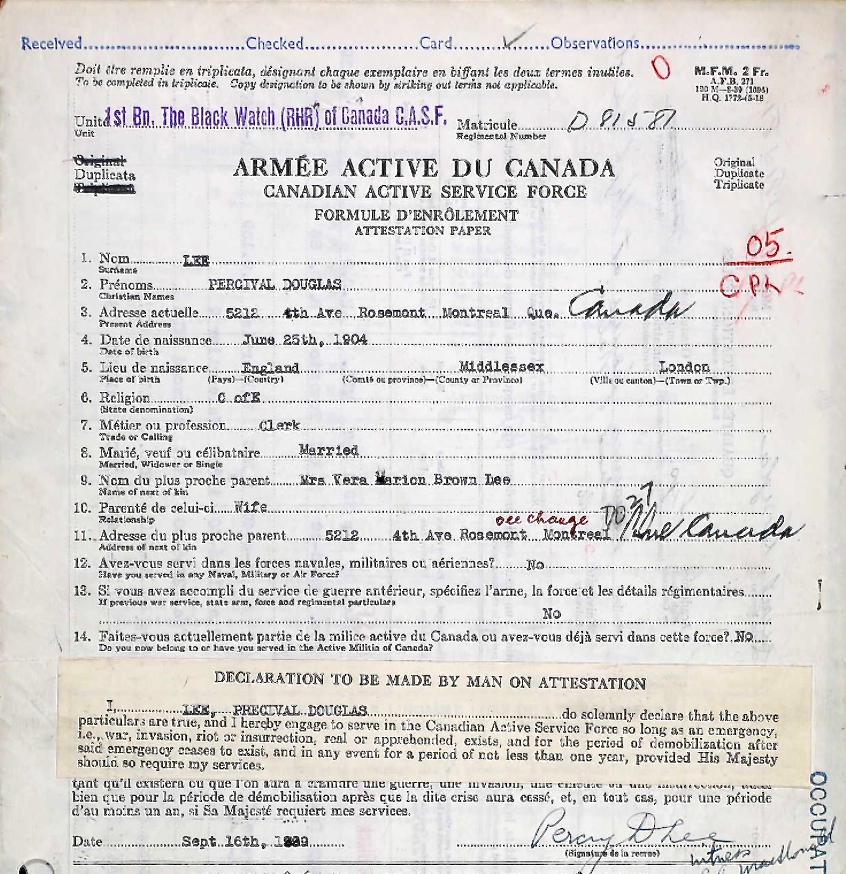 Received..............................Checked..........................Card.......✓.......Observations..............................
Doit être remplie en triplicata, désignant chaque exemplaire en biffant les deux termes inutiles.
To be completed in triplicate. Copy designation to be shown by striking out terms not applicable.
O
M.F.M. 2 Fr.
A.F.B. 271
H.Q. 1772-45-18
Unité 1st Bn. The Black Watch (RHR) of Canada C.A.S.F. Matricule D 81587
Unit Regimental Number
Original
Duplicata
Triplicata
ARMÉE ACTIVE DU CANADA
CANADIAN ACTIVE SERVICE FORCE
FORMULE D'ENRÔLEMENT
ATTESTATION PAPER
Original
Duplicate
Triplicate
05.
CPL
1. Nom LEE
Surname
2. Prénoms PERCIVAL DOUGLAS
Christian Names
3. Adresse actuelle 5212 4th Ave Rosemont Montreal Que. Canada
Present Address
4. Date de naissance June 25th, 1904
Date of birth
5. Lieu de naissance England Middlessex London
Place of birth (Pays)—(Country) (Comté ou province)—(County or Province) (Ville ou canton)—(Town or Twp.)
6. Religion C ofE
(State denomination)
7. Métier ou profession Clerk
Trade or Calling
8. Marié, veuf ou célibataire Married
Married, Widower or Single
9. Nom du plus proche parent Mrs Vera Marion Brown Lee
Name of next of kin
10. Parenté de celui-ci Wife
Relationship
see change
11. Adresse du plus proche parent 5212 4th Ave Rosemont Montreal Que Canada
Address of next of kin
12. Avez-vous servi dans les forces navales, militaires ou aériennes? No
Have you served in any Naval, Military or Air Force?
13. Si vous avez accompli du service de guerre antérieur, spécifiez l'arme, la force et les détails régimentaires
If previous war service, state arm, force and regimental particulars
No
14. Faites-vous actuellement partie de la milice active du Canada ou avez-vous déjà servi dans cette force? No
Do you now belong to or have you served in the Active Militia of Canada?
DECLARATION TO BE MADE BY MAN ON ATTESTATION
I, LEE, PRECIVAL DOUGLAS do solemnly declare that the above
particulars are true, and I hereby engage to serve in the Canadian Active Service Force so long as an emergency,
i.e., war, invasion, riot or insurrection, real or apprehended, exists, and for the period of demobilization after
said emergency ceases to exist, and in any event for a period of not less than one year, provided His Majesty
should so require my services.
tant qu'il existera ou que l'on aura à craindre une guerre, une invasion, une émeute ou une insurrection, aussi
bien que pour la période de démobilisation après que la dite crise aura cessé, et, en tout cas, pour une période
d'au moins un an, si Sa Majesté requiert mes services.
Date Sept 16th, 1939 Percy D Lee
(Signature de la recrue)
witness
OCCUPAT